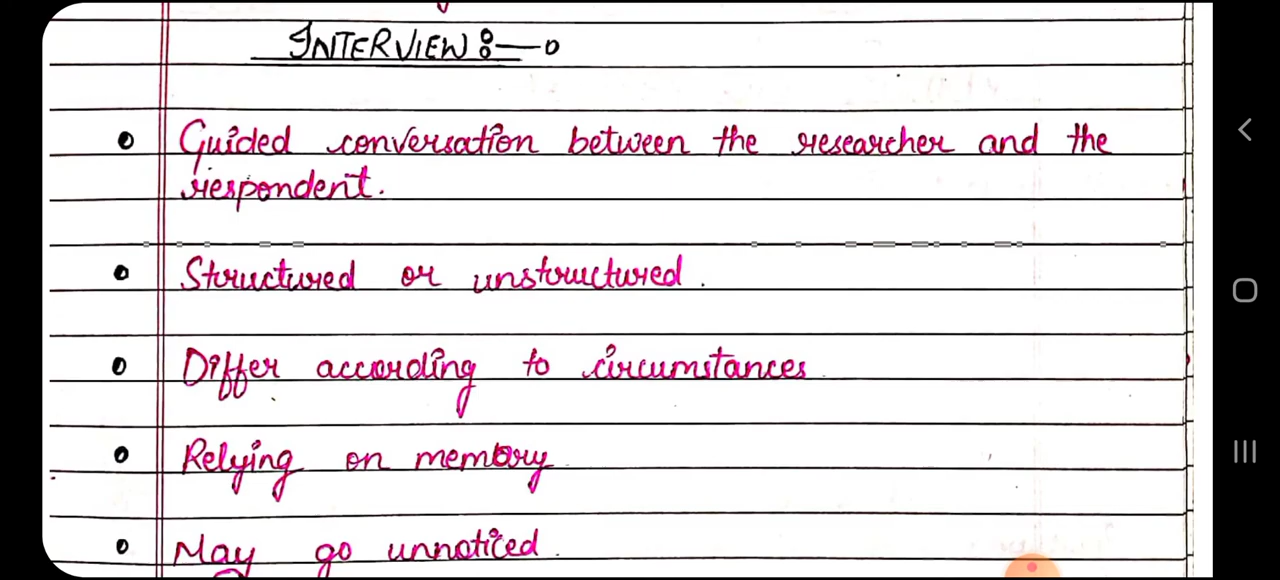 INTERVIEW:—o
• Guided conversation between the researcher and the
respondent.
• Structured or unstructured.
• Differ according to circumstances
• Relying on memory
• May go unnoticed.